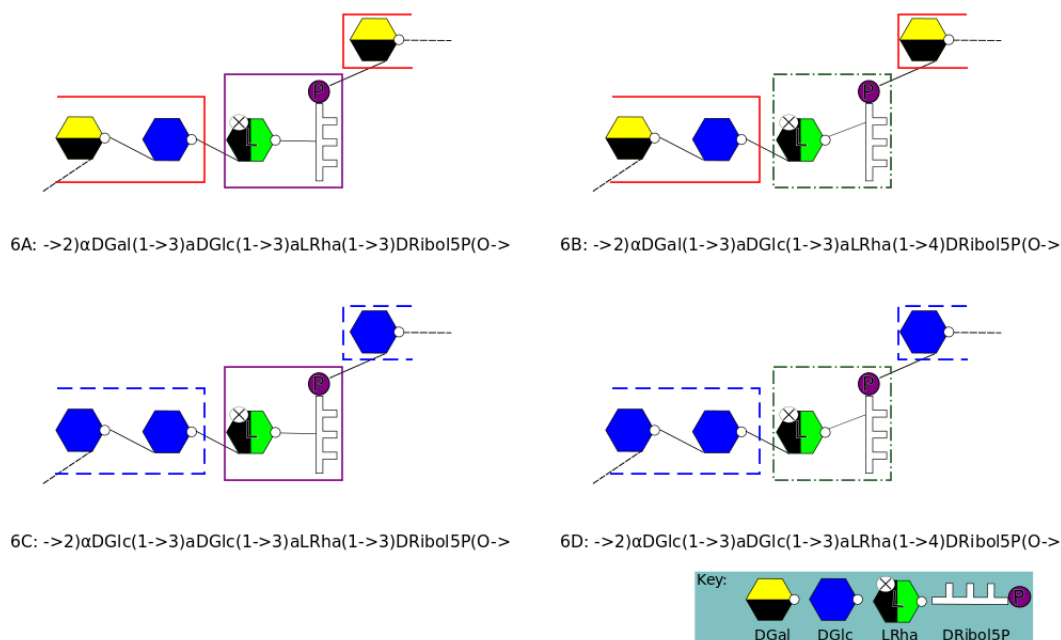 P
P
L
L
6A: ->2)αDGal(1->3)aDGlc(1->3)aLRha(1->3)DRibol5P(O->
6B: ->2)αDGal(1->3)aDGlc(1->3)aLRha(1->4)DRibol5P(O->
P
P
L
L
6C: ->2)αDGlc(1->3)aDGlc(1->3)aLRha(1->3)DRibol5P(O->
6D: ->2)αDGlc(1->3)aDGlc(1->3)aLRha(1->4)DRibol5P(O->
Key:
L
P
DGal DGlc LRha DRibol5P